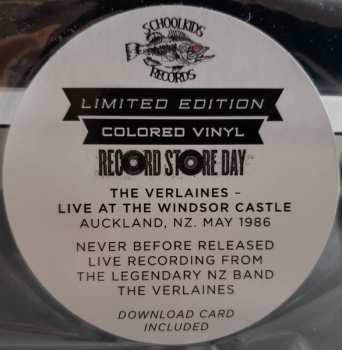 SCHOOLKIDS
RECORDS
LIMITED EDITION
COLORED VINYL
RECORD STORE DAY
THE VERLAINES –
LIVE AT THE WINDSOR CASTLE
AUCKLAND, NZ. MAY 1986
NEVER BEFORE RELEASED
LIVE RECORDING FROM
THE LEGENDARY NZ BAND
THE VERLAINES
DOWNLOAD CARD
INCLUDED